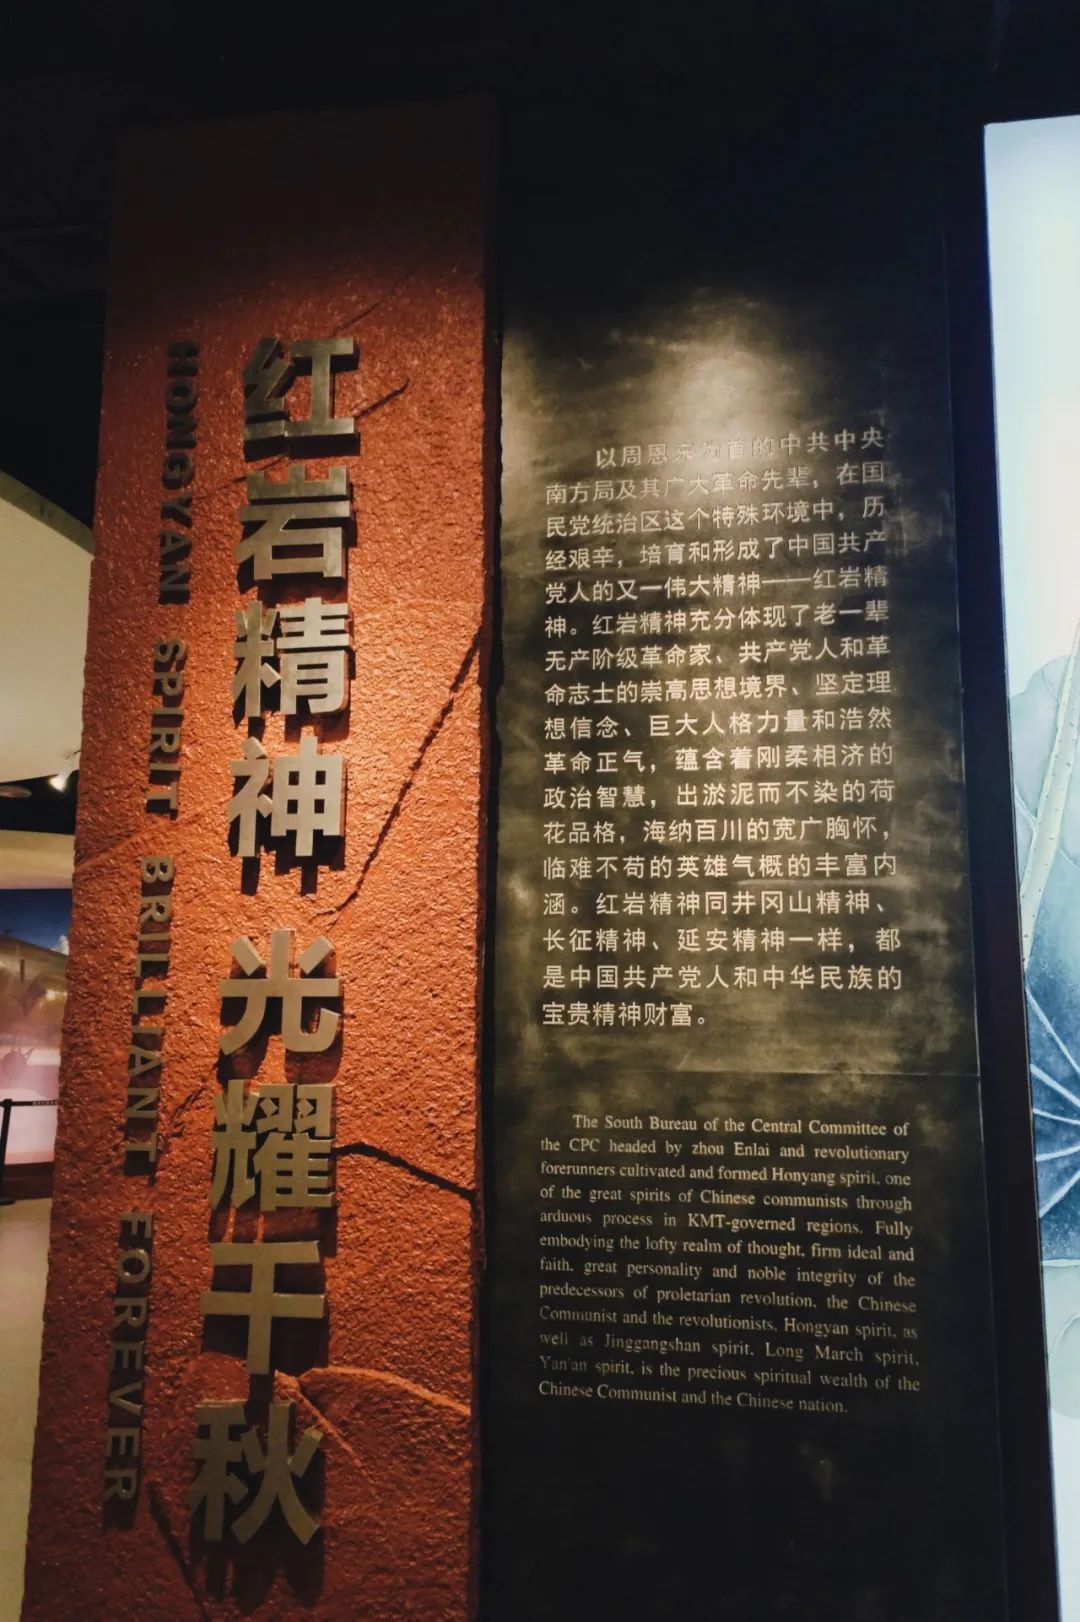 红岩精神 光耀千秋
HONGYAN SPIRIT BRILLIANT FOREVER
以周恩来为首的中共中央
南方局及其广大革命先辈，在国
民党统治区这个特殊环境中，历
经艰辛，培育和形成了中国共产
党人的又一伟大精神——红岩精
神。红岩精神充分体现了老一辈
无产阶级革命家、共产党人和革
命志士的崇高思想境界、坚定理
想信念、巨大人格力量和浩然
革命正气，蕴含着刚柔相济的
政治智慧，出淤泥而不染的荷
花品格，海纳百川的宽广胸怀，
临难不苟的英雄气概的丰富内
涵。红岩精神同井冈山精神、
长征精神、延安精神一样，都
是中国共产党人和中华民族的
宝贵精神财富。
The South Bureau of the Central Committee of
the CPC headed by zhou Enlai and revolutionary
forerunners cultivated and formed Honyang spirit, one
of the great spirits of Chinese communists through
arduous process in KMT-governed regions. Fully
embodying the lofty realm of thought, firm ideal and
faith, great personality and noble integrity of the
predecessors of proletarian revolution, the Chinese
Communist and the revolutionists, Hongyan spirit, as
well as Jinggangshan spirit, Long March spirit,
Yan'an spirit, is the precious spiritual wealth of the
Chinese Communist and the Chinese nation.